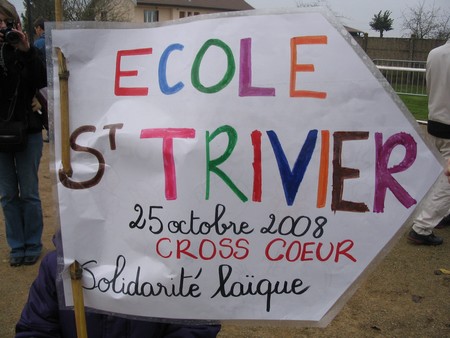 ECOLE
ST TRIVIER
25 octobre 2008
CROSS COEUR
Solidarité laïque